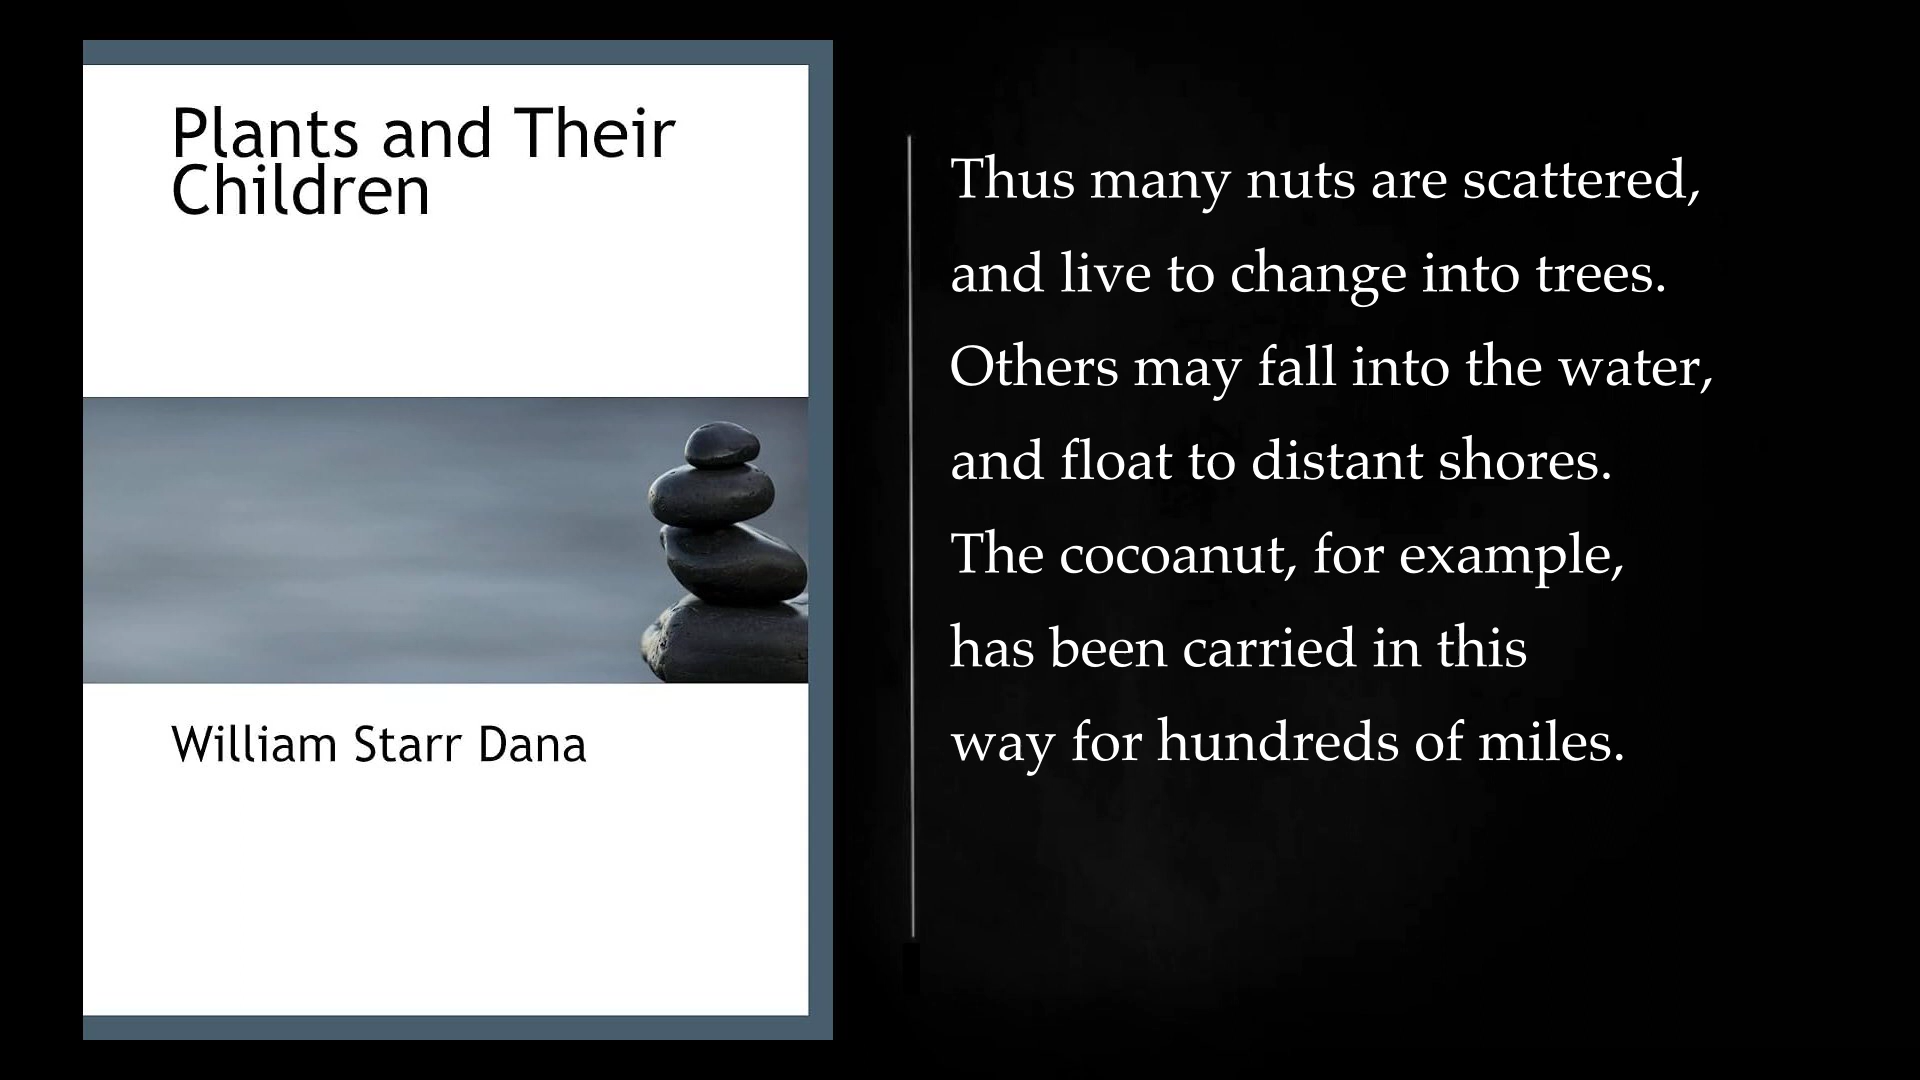 Plants and Their
Children
William Starr Dana
Thus many nuts are scattered,
and live to change into trees.
Others may fall into the water,
and float to distant shores.
The cocoanut, for example,
has been carried in this
way for hundreds of miles.